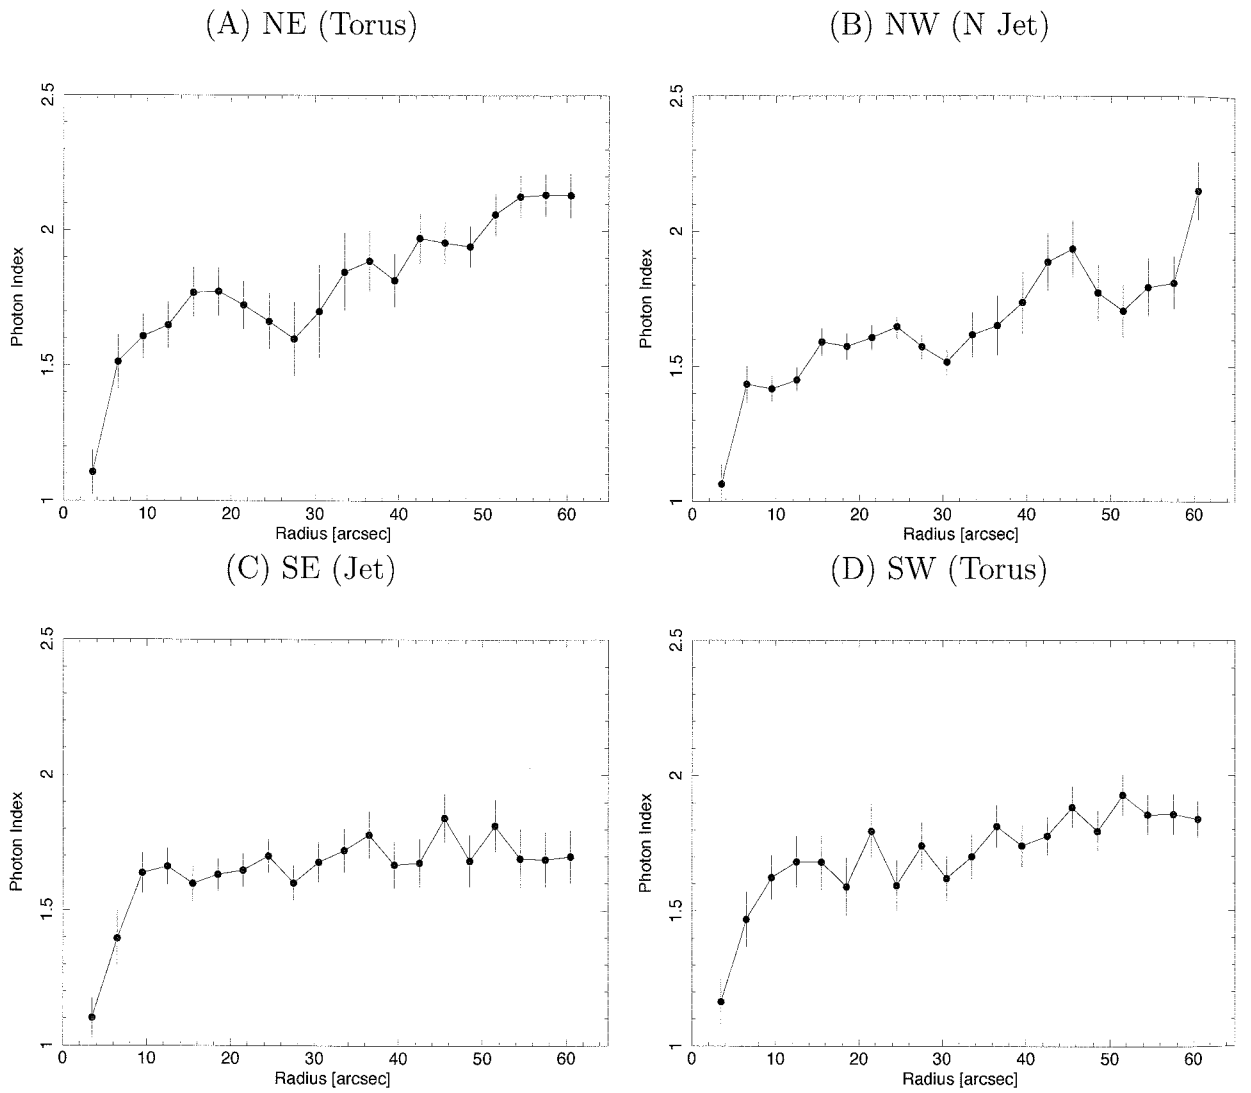 (A) NE (Torus)
(B) NW (N Jet)
2.5
2
1.5
1
Photon Index
0 10 20 30 40 50 60
Radius [arcsec]
2.5
2
1.5
1
Photon Index
0 10 20 30 40 50 60
Radius [arcsec]
(C) SE (Jet)
(D) SW (Torus)
2.5
2
1.5
1
Photon Index
0 10 20 30 40 50 60
Radius [arcsec]
2.5
2
1.5
1
Photon Index
0 10 20 30 40 50 60
Radius [arcsec]